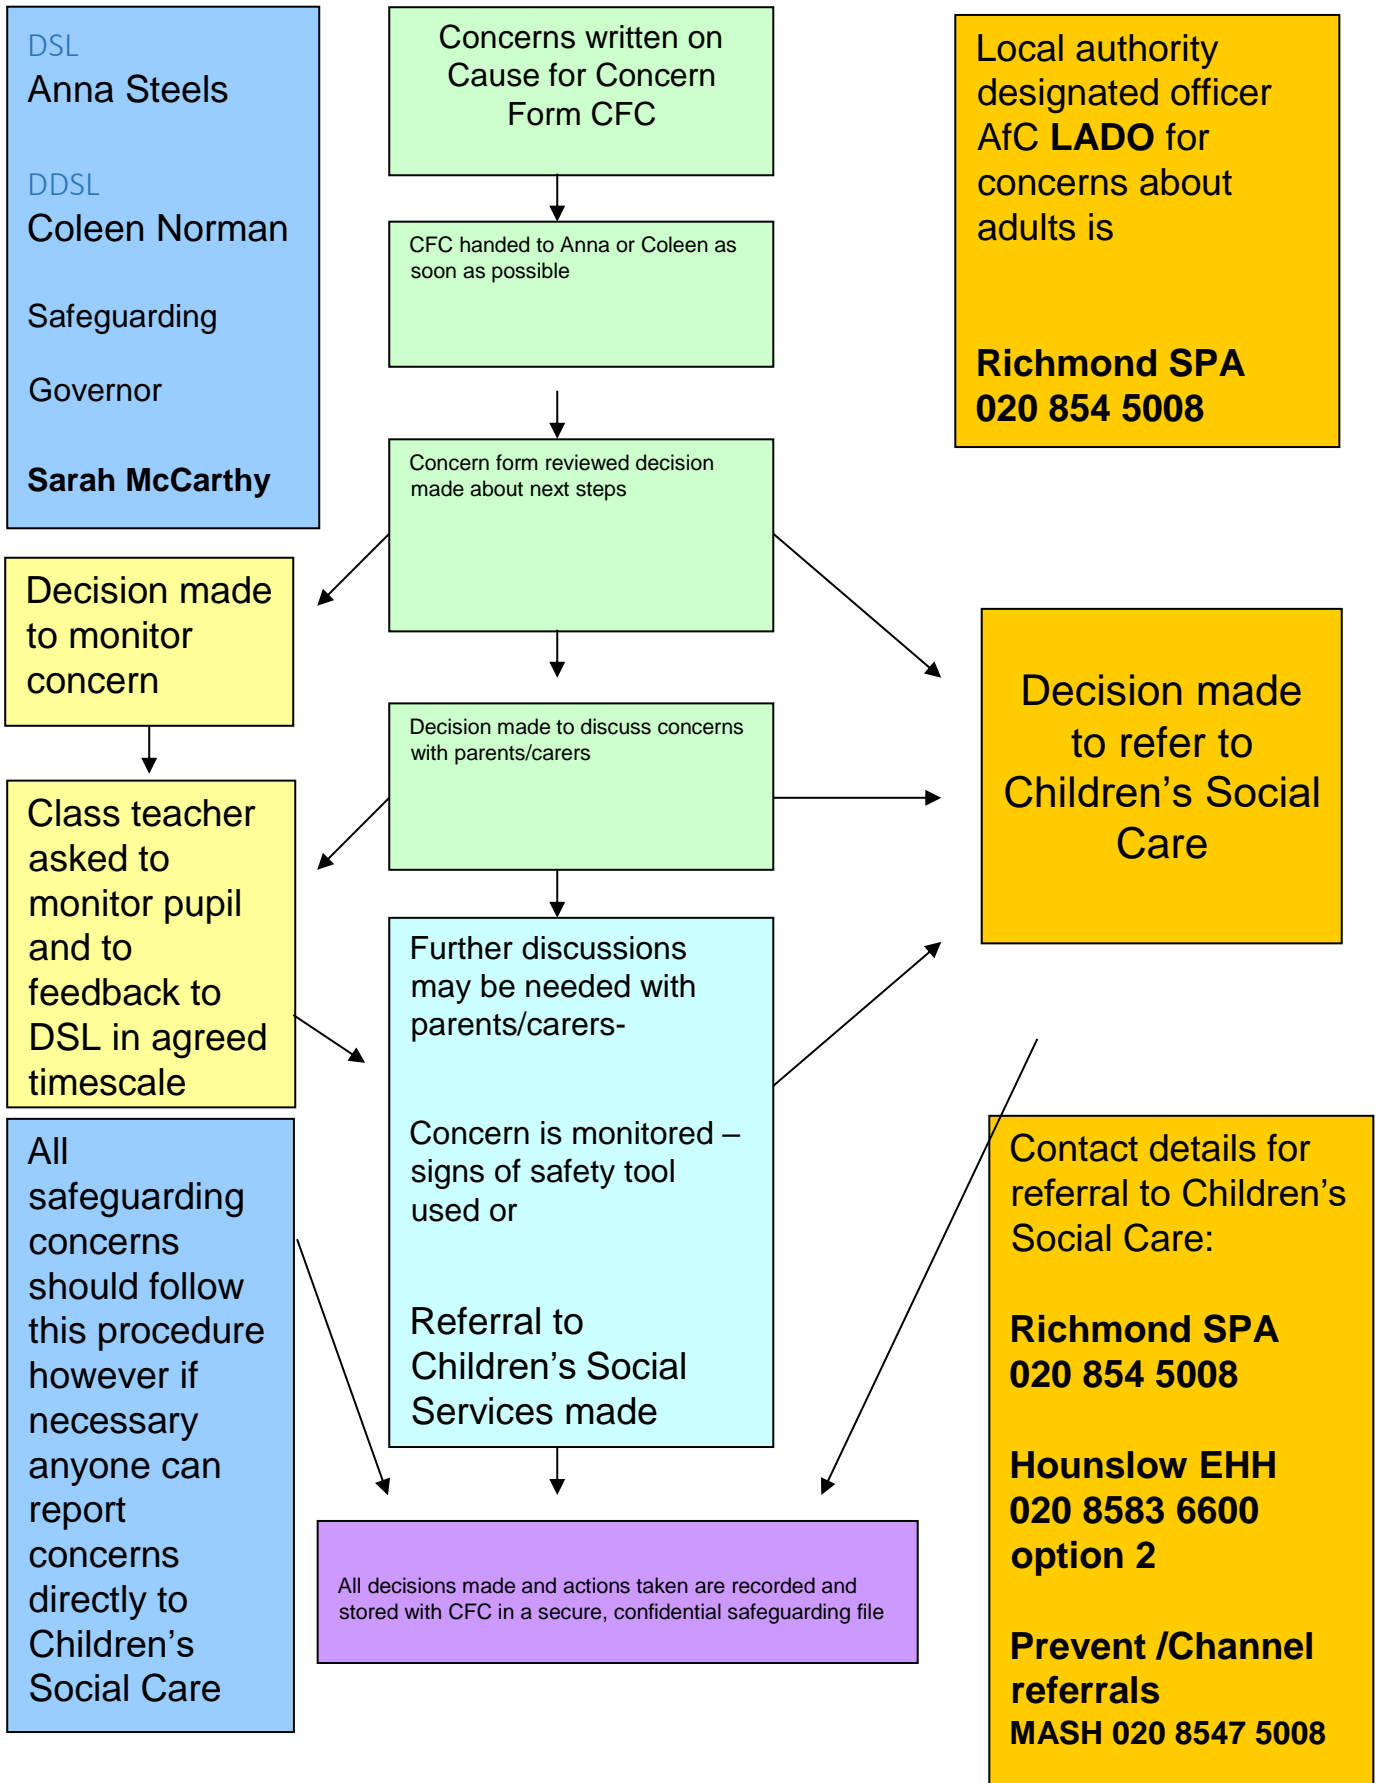 DSL
Anna Steels
DDSL
Coleen Norman
Safeguarding
Governor
Sarah McCarthy
Concerns written on
Cause for Concern
Form CFC
Local authority
designated officer
AfC LADO for
concerns about
adults is
Richmond SPA
020 854 5008
CFC handed to Anna or Coleen as
soon as possible
Concern form reviewed decision
made about next steps
Decision made
to monitor
concern
Decision made to discuss concerns
with parents/carers
Decision made
to refer to
Children’s Social
Care
Class teacher
asked to
monitor pupil
and to
feedback to
DSL in agreed
timescale
Further discussions
may be needed with
parents/carers-
Concern is monitored –
signs of safety tool
used or
Referral to
Children’s Social
Services made
All
safeguarding
concerns
should follow
this procedure
however if
necessary
anyone can
report
concerns
directly to
Children’s
Social Care
Contact details for
referral to Children’s
Social Care:
Richmond SPA
020 854 5008
Hounslow EHH
020 8583 6600
option 2
Prevent /Channel
referrals
MASH 020 8547 5008
All decisions made and actions taken are recorded and
stored with CFC in a secure, confidential safeguarding file